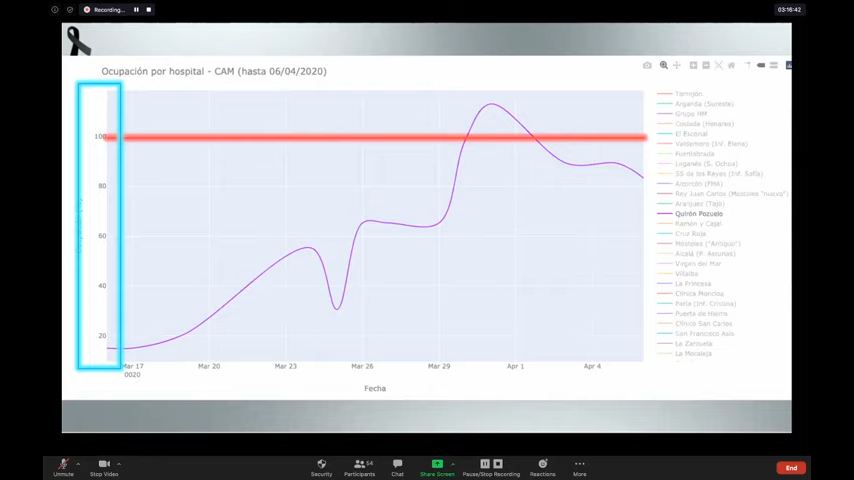 Recording...
03:16:42
Ocupación por hospital - CAM (hasta 06/04/2020)
100
80
60
40
20
Mar 17
Mar 20
Mar 23
Mar 26
Mar 29
Apr 1
Apr 4
Fecha
Torrejón
Arganda (Sureste)
Grupo HM
Coslada (Henares)
El Escorial
Valdemoro (Inf. Elena)
Fuenlabrada
Leganés (S. Ochoa)
SS de los Reyes (Inf. Sofía)
Alcorcón (FHA)
Rey Juan Carlos (Móstoles "nuevo")
Aranjuez (Tajo)
Quirón Pozuelo
Ramón y Cajal
Cruz Roja
Móstoles ("Antiguo")
Alcalá (P. Asturias)
Virgen del Mar
Villalba
La Princesa
Clínica Moncloa
Parla (Inf. Cristina)
Puerta de Hierro
Clínico San Carlos
San Francisco Asís
La Zarzuela
La Moraleja
Unmute
Stop Video
Security
54
Participants
Chat
Share Screen
Pause/Stop Recording
Reactions
More
End